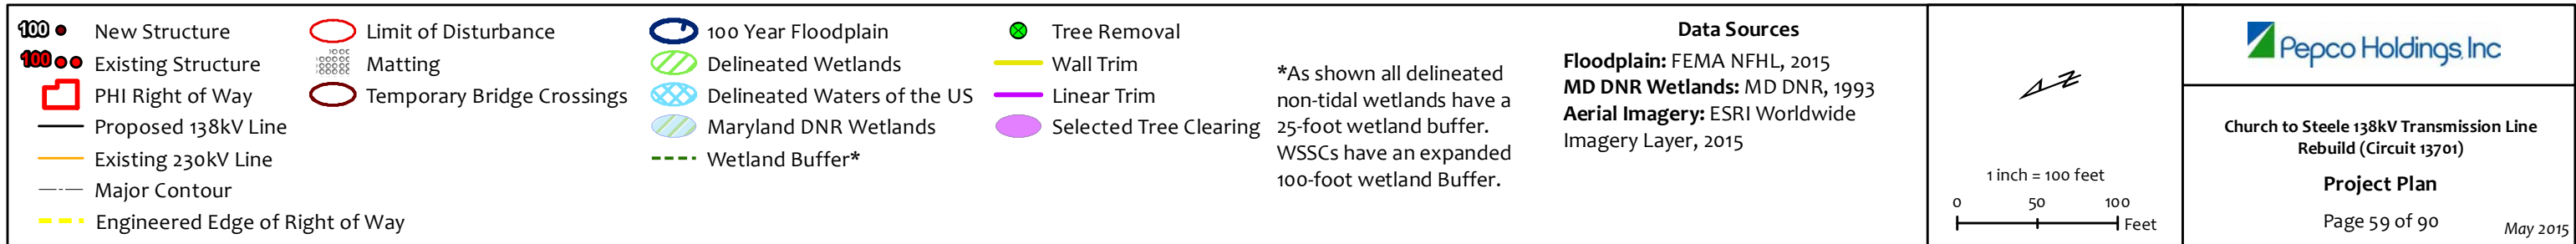 100 New Structure
100 Existing Structure
PHI Right of Way
Proposed 138kV Line
Existing 230kV Line
Major Contour
Engineered Edge of Right of Way
Limit of Disturbance
Matting
Temporary Bridge Crossings
100 Year Floodplain
Delineated Wetlands
Delineated Waters of the US
Maryland DNR Wetlands
Wetland Buffer*
Tree Removal
Wall Trim
Linear Trim
Selected Tree Clearing
*As shown all delineated
non-tidal wetlands have a
25-foot wetland buffer.
WSSCs have an expanded
100-foot wetland Buffer.
Data Sources
Floodplain: FEMA NFHL, 2015
MD DNR Wetlands: MD DNR, 1993
Aerial Imagery: ESRI Worldwide
Imagery Layer, 2015
N
1 inch = 100 feet
0 50 100
Feet
Pepco Holdings, Inc
Church to Steele 138kV Transmission Line
Rebuild (Circuit 13701)
Project Plan
Page 59 of 90
May 2015